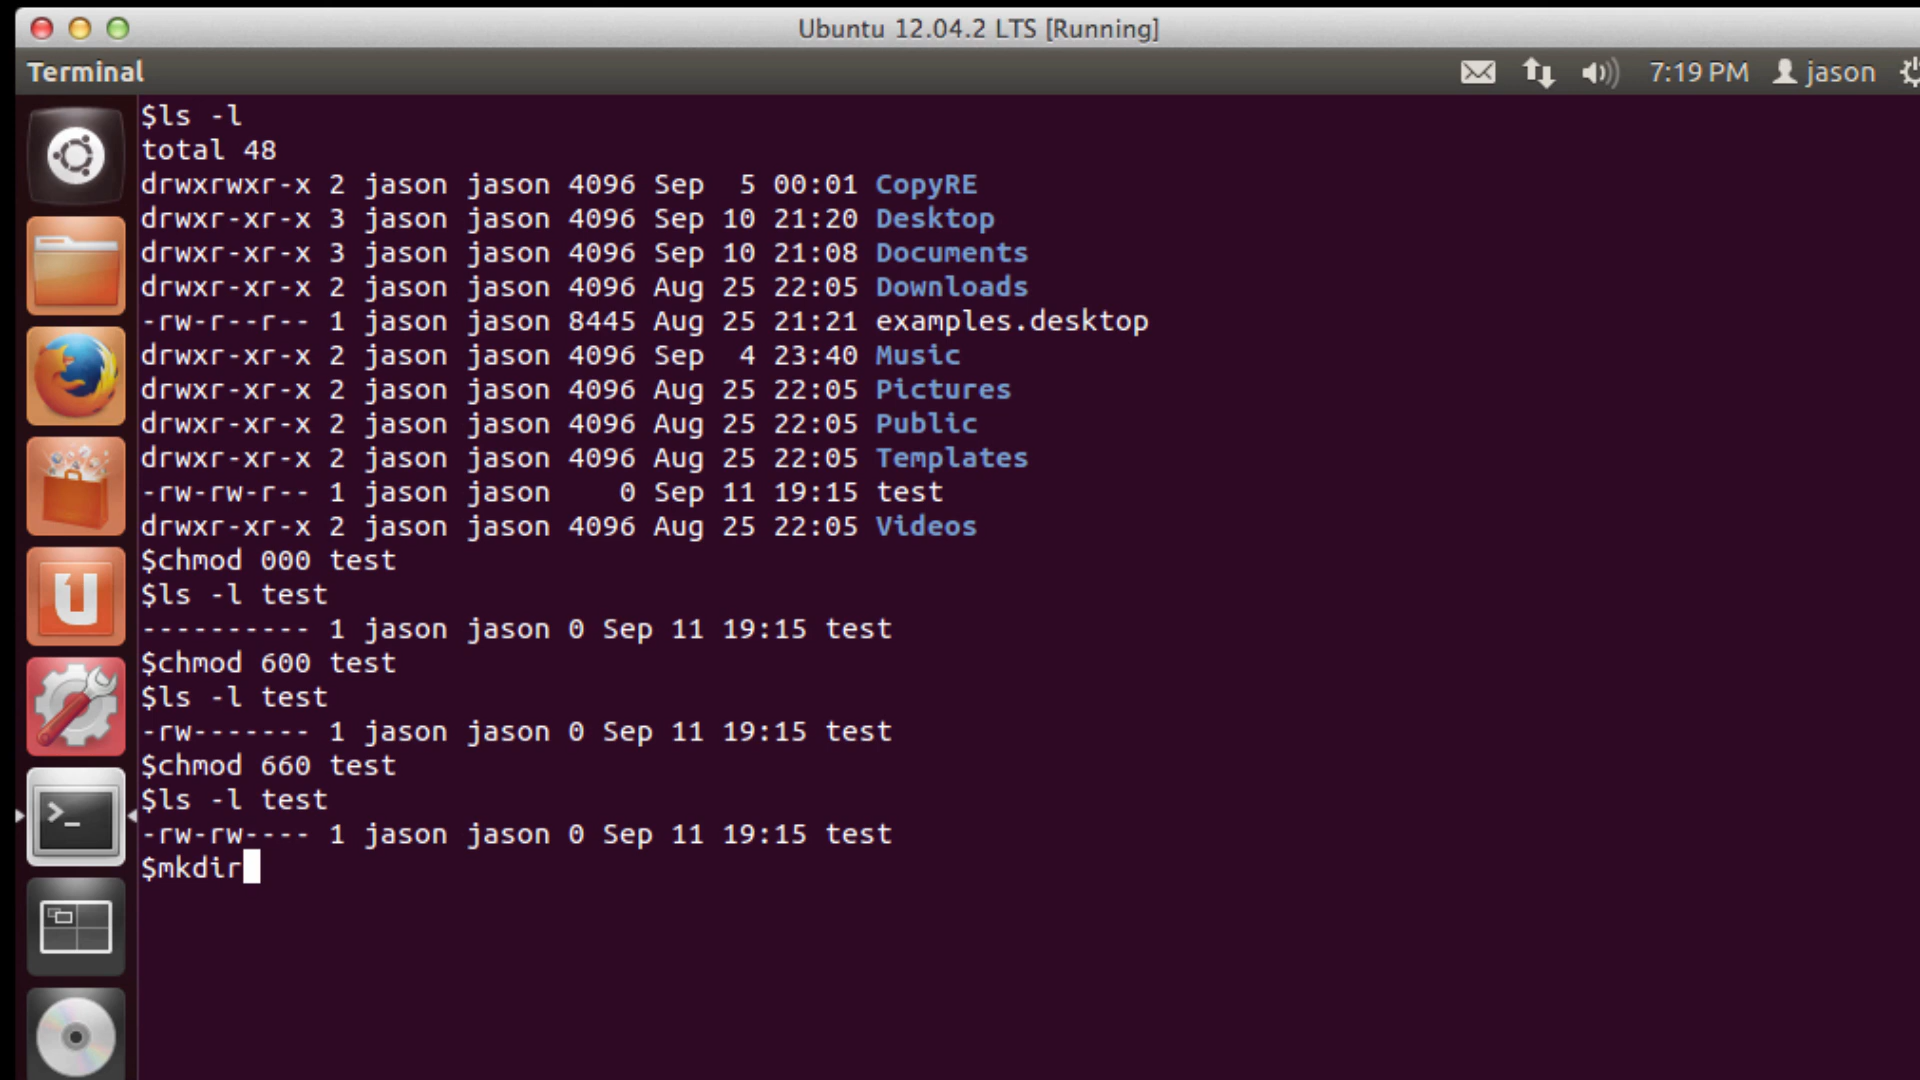 Ubuntu 12.04.2 LTS [Running]
Terminal 7:19 PM jason
$ls -l
total 48
drwxrwxr-x 2 jason jason 4096 Sep  5 00:01 CopyRE
drwxr-xr-x 3 jason jason 4096 Sep 10 21:20 Desktop
drwxr-xr-x 3 jason jason 4096 Sep 10 21:08 Documents
drwxr-xr-x 2 jason jason 4096 Aug 25 22:05 Downloads
-rw-r--r-- 1 jason jason 8445 Aug 25 21:21 examples.desktop
drwxr-xr-x 2 jason jason 4096 Sep  4 23:40 Music
drwxr-xr-x 2 jason jason 4096 Aug 25 22:05 Pictures
drwxr-xr-x 2 jason jason 4096 Aug 25 22:05 Public
drwxr-xr-x 2 jason jason 4096 Aug 25 22:05 Templates
-rw-rw-r-- 1 jason jason    0 Sep 11 19:15 test
drwxr-xr-x 2 jason jason 4096 Aug 25 22:05 Videos
$chmod 000 test
$ls -l test
---------- 1 jason jason 0 Sep 11 19:15 test
$chmod 600 test
$ls -l test
-rw------- 1 jason jason 0 Sep 11 19:15 test
$chmod 660 test
$ls -l test
-rw-rw---- 1 jason jason 0 Sep 11 19:15 test
$mkdir